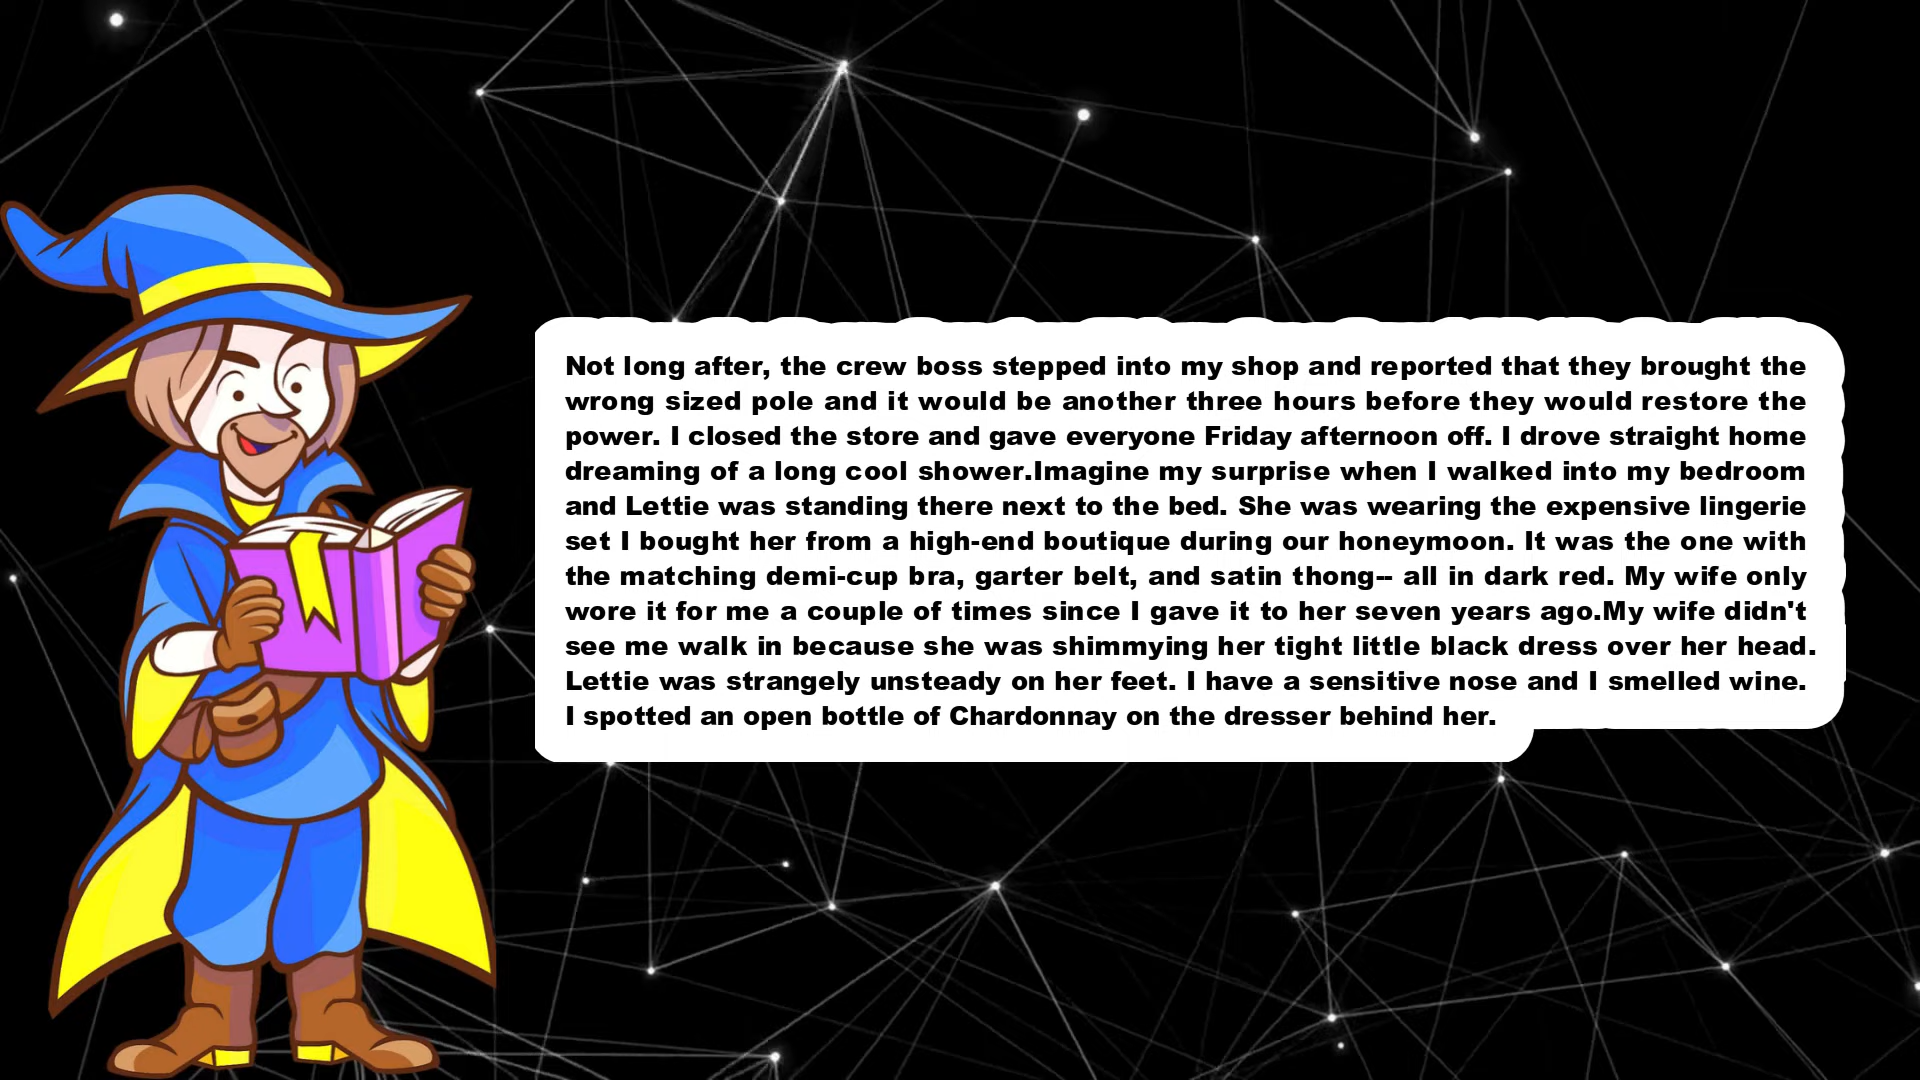 Not long after, the crew boss stepped into my shop and reported that they brought the
wrong sized pole and it would be another three hours before they would restore the
power. I closed the store and gave everyone Friday afternoon off. I drove straight home
dreaming of a long cool shower.Imagine my surprise when I walked into my bedroom
and Lettie was standing there next to the bed. She was wearing the expensive lingerie
set I bought her from a high-end boutique during our honeymoon. It was the one with
the matching demi-cup bra, garter belt, and satin thong-- all in dark red. My wife only
wore it for me a couple of times since I gave it to her seven years ago.My wife didn't
see me walk in because she was shimmying her tight little black dress over her head.
Lettie was strangely unsteady on her feet. I have a sensitive nose and I smelled wine.
I spotted an open bottle of Chardonnay on the dresser behind her.